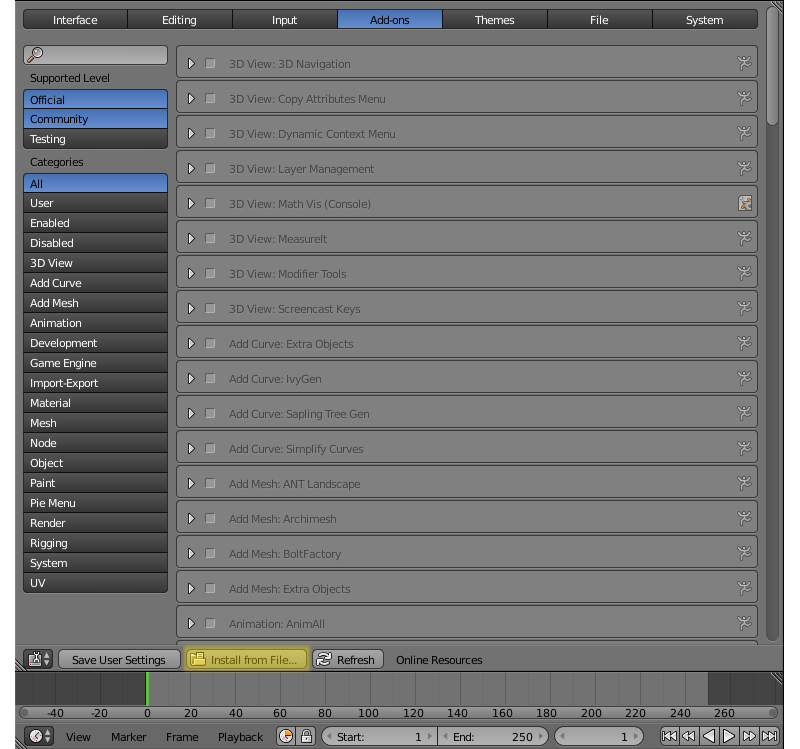 Interface Editing Input Add-ons Themes File System
Supported Level
Official
Community
Testing
Categories
All
User
Enabled
Disabled
3D View
Add Curve
Add Mesh
Animation
Development
Game Engine
Import-Export
Material
Mesh
Node
Object
Paint
Pie Menu
Render
Rigging
System
UV
3D View: 3D Navigation
3D View: Copy Attributes Menu
3D View: Dynamic Context Menu
3D View: Layer Management
3D View: Math Vis (Console)
3D View: MeasureIt
3D View: Modifier Tools
3D View: Screencast Keys
Add Curve: Extra Objects
Add Curve: IvyGen
Add Curve: Sapling Tree Gen
Add Curve: Simplify Curves
Add Mesh: ANT Landscape
Add Mesh: Archimesh
Add Mesh: BoltFactory
Add Mesh: Extra Objects
Animation: AnimAll
Save User Settings Install from File... Refresh Online Resources
-40 -20 0 20 40 60 80 100 120 140 160 180 200 220 240 260
View Marker Frame Playback Start: 1 End: 250 1